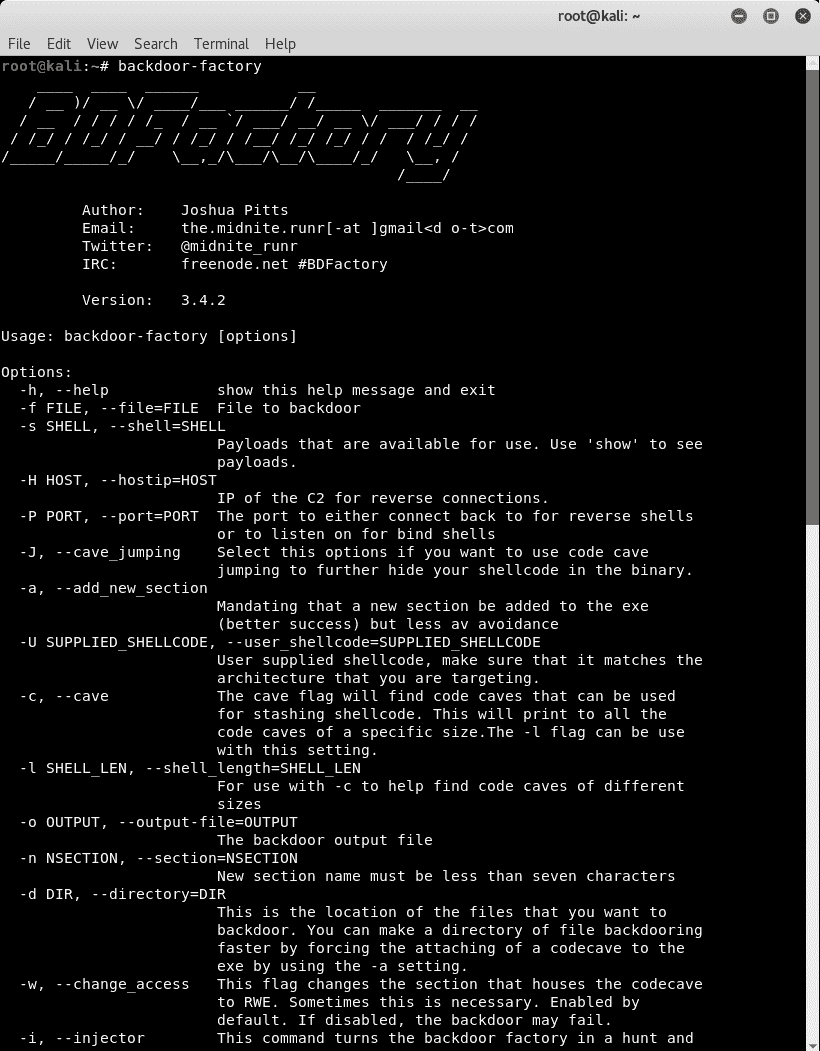 root@kali: ~
File Edit View Search Terminal Help
root@kali:~# backdoor-factory
BDFactory
Author: Joshua Pitts
Email: the.midnite.runr[-at ]gmail<d o-t>com
Twitter: @midnite_runr
IRC: freenode.net #BDFactory
Version: 3.4.2
Usage: backdoor-factory [options]
Options:
-h, --help show this help message and exit
-f FILE, --file=FILE File to backdoor
-s SHELL, --shell=SHELL
Payloads that are available for use. Use 'show' to see
payloads.
-H HOST, --hostip=HOST
IP of the C2 for reverse connections.
-P PORT, --port=PORT The port to either connect back to for reverse shells
or to listen on for bind shells
-J, --cave_jumping Select this options if you want to use code cave
jumping to further hide your shellcode in the binary.
-a, --add_new_section
Mandating that a new section be added to the exe
(better success) but less av avoidance
-U SUPPLIED_SHELLCODE, --user_shellcode=SUPPLIED_SHELLCODE
User supplied shellcode, make sure that it matches the
architecture that you are targeting.
-c, --cave The cave flag will find code caves that can be used
for stashing shellcode. This will print to all the
code caves of a specific size.The -l flag can be use
with this setting.
-l SHELL_LEN, --shell_length=SHELL_LEN
For use with -c to help find code caves of different
sizes
-o OUTPUT, --output-file=OUTPUT
The backdoor output file
-n NSECTION, --section=NSECTION
New section name must be less than seven characters
-d DIR, --directory=DIR
This is the location of the files that you want to
backdoor. You can make a directory of file backdooring
faster by forcing the attaching of a codecave to the
exe by using the -a setting.
-w, --change_access This flag changes the section that houses the codecave
to RWE. Sometimes this is necessary. Enabled by
default. If disabled, the backdoor may fail.
-i, --injector This command turns the backdoor factory in a hunt and